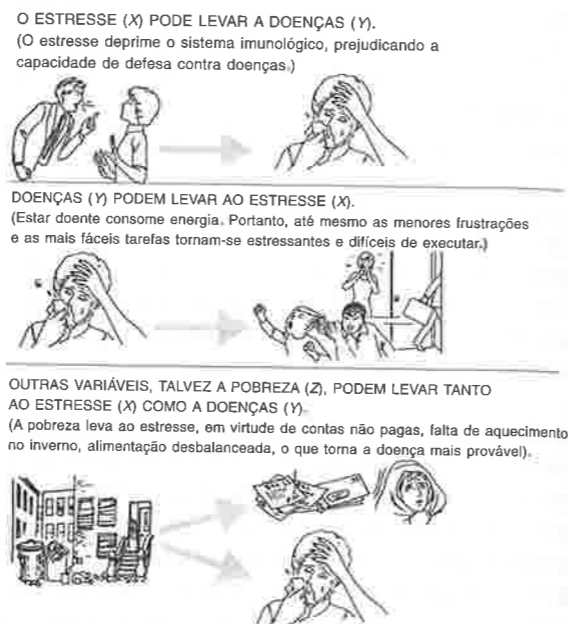 O ESTRESSE (X) PODE LEVAR A DOENÇAS (Y).
(O estresse deprime o sistema imunológico, prejudicando a
capacidade de defesa contra doenças.)
DOENÇAS (Y) PODEM LEVAR AO ESTRESSE (X).
(Estar doente consome energia. Portanto, até mesmo as menores frustrações
e as mais fáceis tarefas tornam-se estressantes e difíceis de executar.)
OUTRAS VARIÁVEIS, TALVEZ A POBREZA (Z), PODEM LEVAR TANTO
AO ESTRESSE (X) COMO A DOENÇAS (Y).
(A pobreza leva ao estresse, em virtude de contas não pagas, falta de aquecimento
no inverno, alimentação desbalanceada, o que torna a doença mais provável).